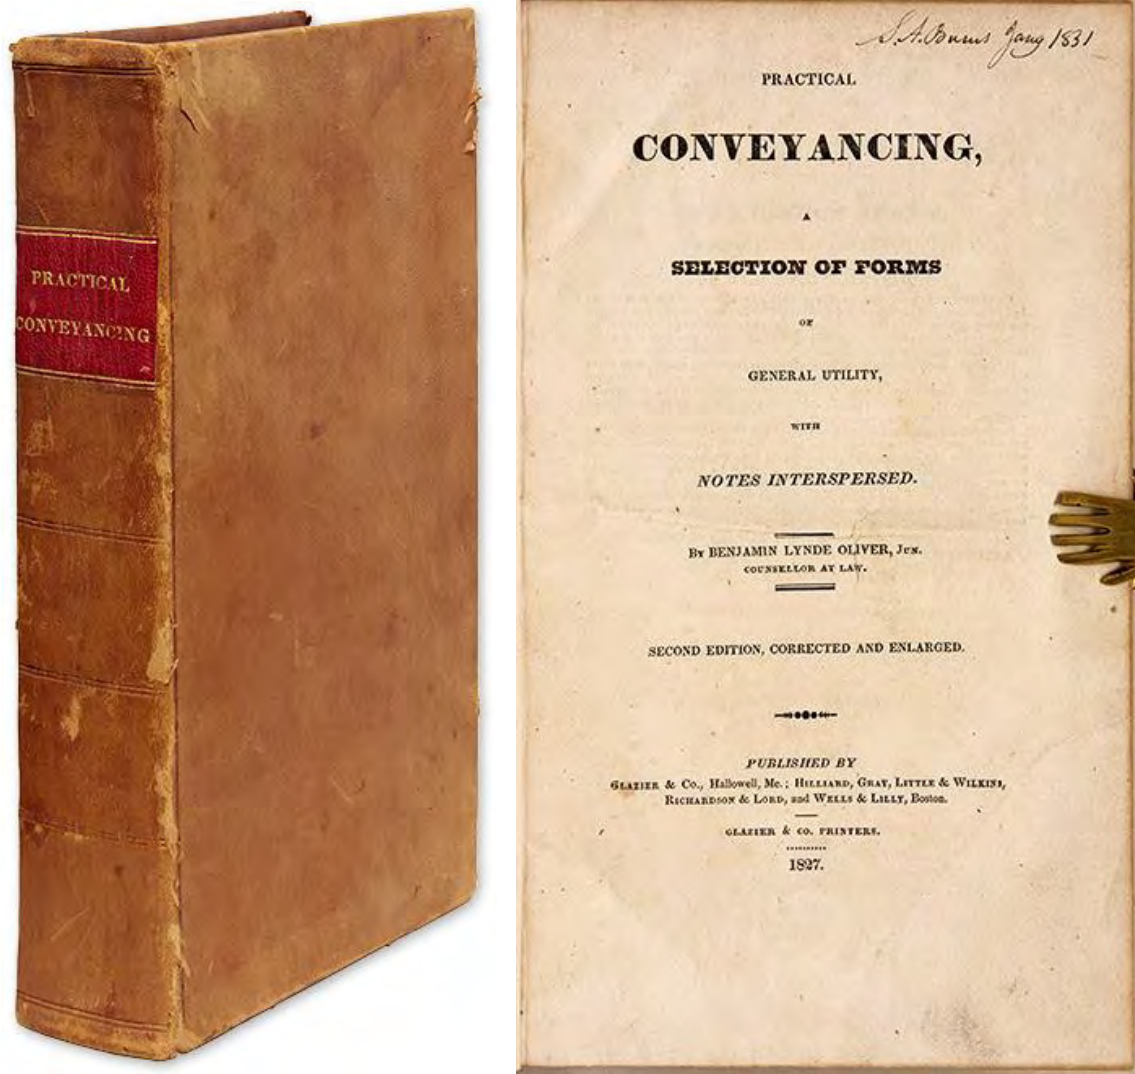 PRACTICAL
CONVEYANCING
S. A. Burns Jany 1831
PRACTICAL
CONVEYANCING,
A
SELECTION OF FORMS
OF
GENERAL UTILITY,
WITH
NOTES INTERSPERSED.
By BENJAMIN LYNDE OLIVER, Jun.
COUNSELLOR AT LAW.
SECOND EDITION, CORRECTED AND ENLARGED.
PUBLISHED BY
GLAZIER & Co., Hallowell, Me.; HILLIARD, GRAY, LITTLE & WILKINS,
RICHARDSON & LORD, and WELLS & LILLY, Boston.
GLAZIER & CO. PRINTERS.
1827.